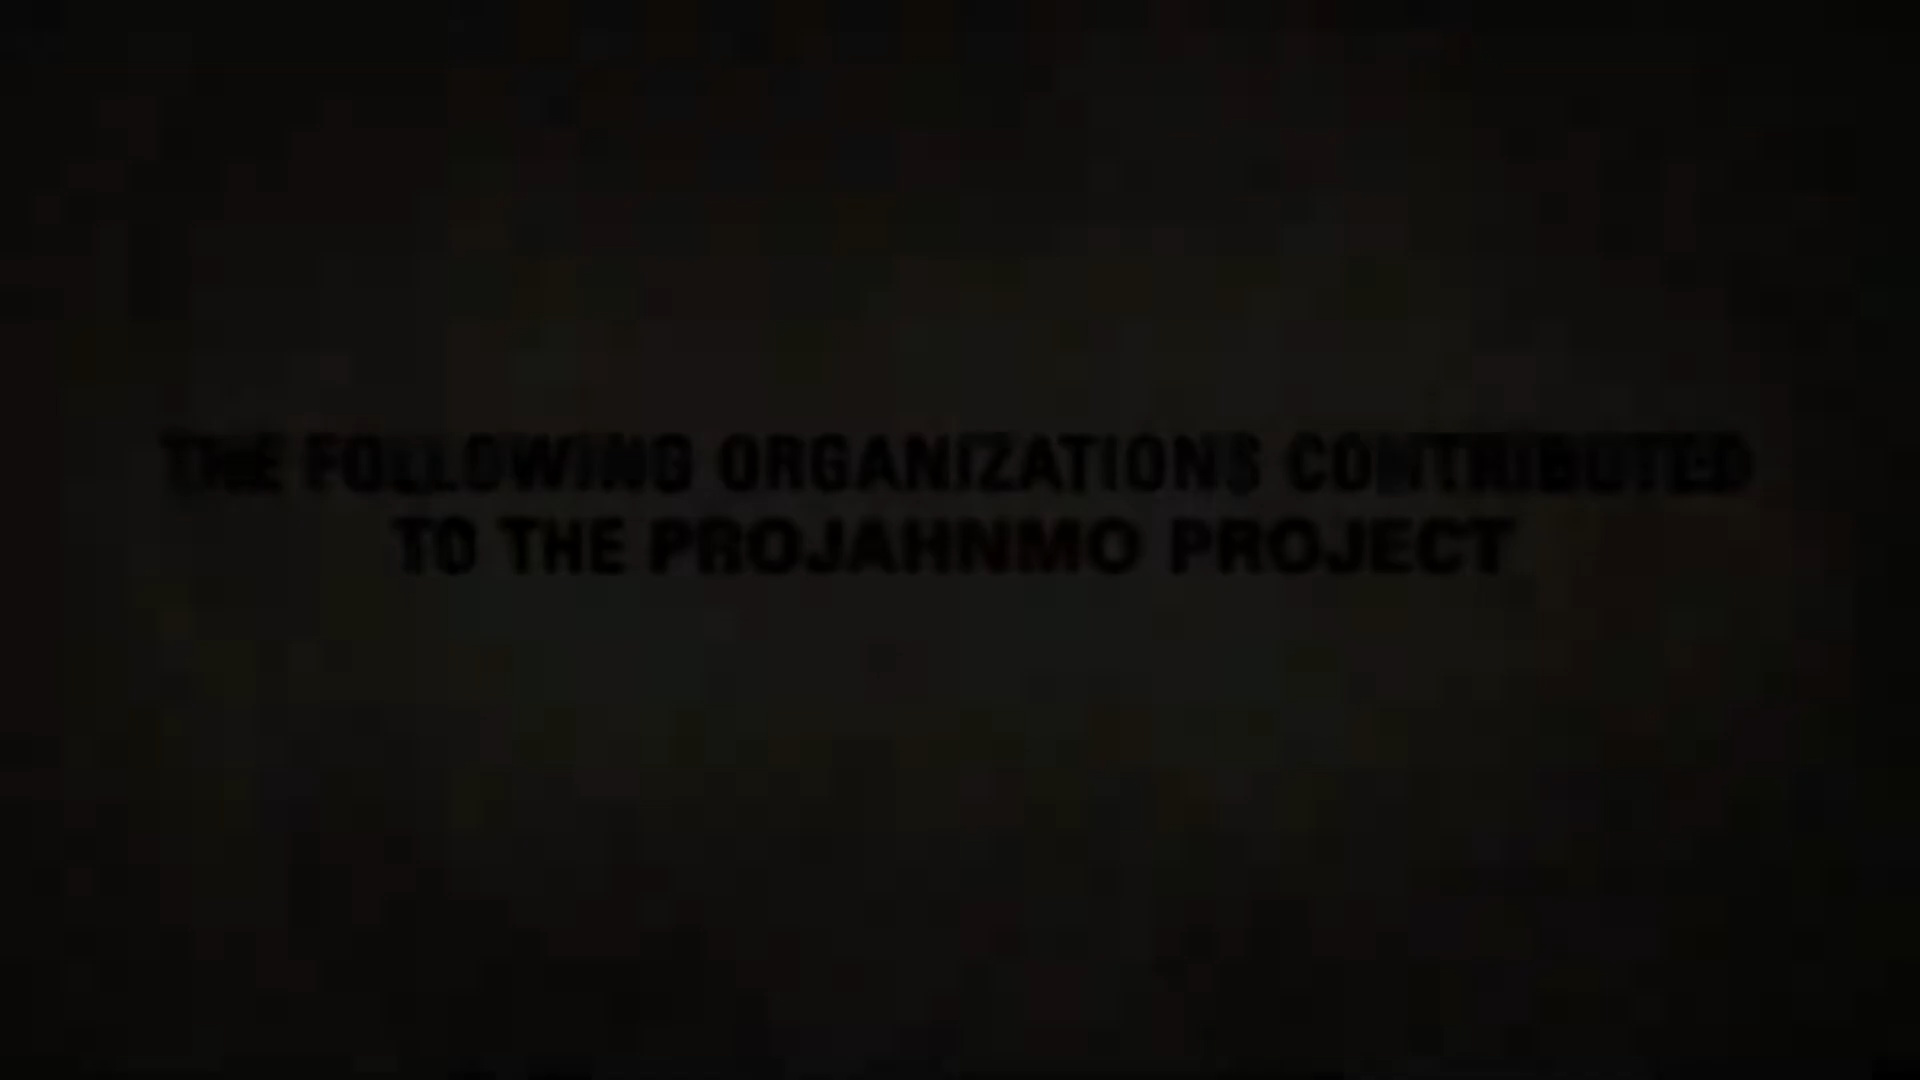 THE FOLLOWING ORGANIZATIONS CONTRIBUTED
TO THE PROJAHNMO PROJECT